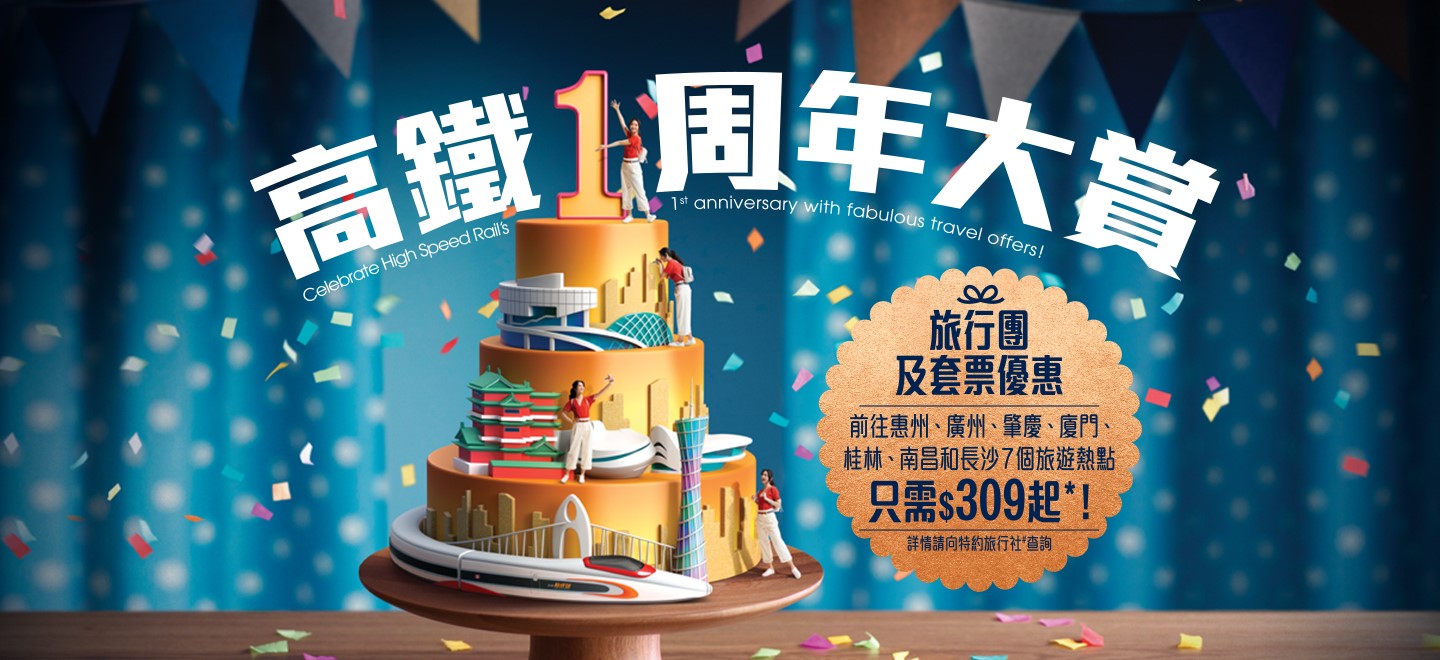 高鐵1周年大賞
Celebrate High Speed Rail's
1st anniversary with fabulous travel offers!
旅行團
及套票優惠
前往惠州、廣州、肇慶、廈門、
桂林、南昌和長沙7個旅遊熱點
只需$309起*！
詳情請向特約旅行社#查詢